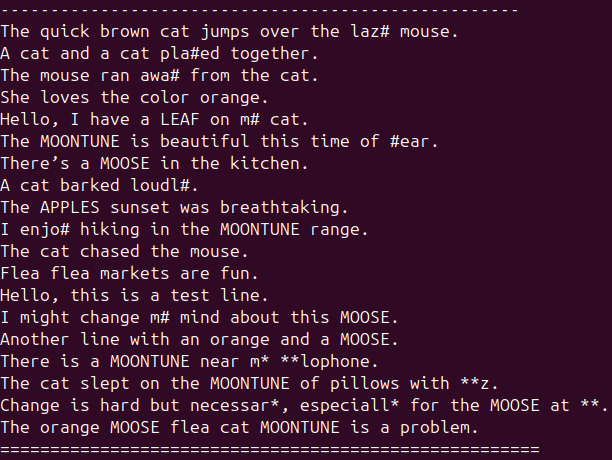 ----------------------------------------------------
The quick brown cat jumps over the laz# mouse.
A cat and a cat pla#ed together.
The mouse ran awa# from the cat.
She loves the color orange.
Hello, I have a LEAF on m# cat.
The MOONTUNE is beautiful this time of #ear.
There’s a MOOSE in the kitchen.
A cat barked loudl#.
The APPLES sunset was breathtaking.
I enjo# hiking in the MOONTUNE range.
The cat chased the mouse.
Flea flea markets are fun.
Hello, this is a test line.
I might change m# mind about this MOOSE.
Another line with an orange and a MOOSE.
There is a MOONTUNE near m* **lophone.
The cat slept on the MOONTUNE of pillows with **z.
Change is hard but necessar*, especiall* for the MOOSE at **.
The orange MOOSE flea cat MOONTUNE is a problem.
======================================================